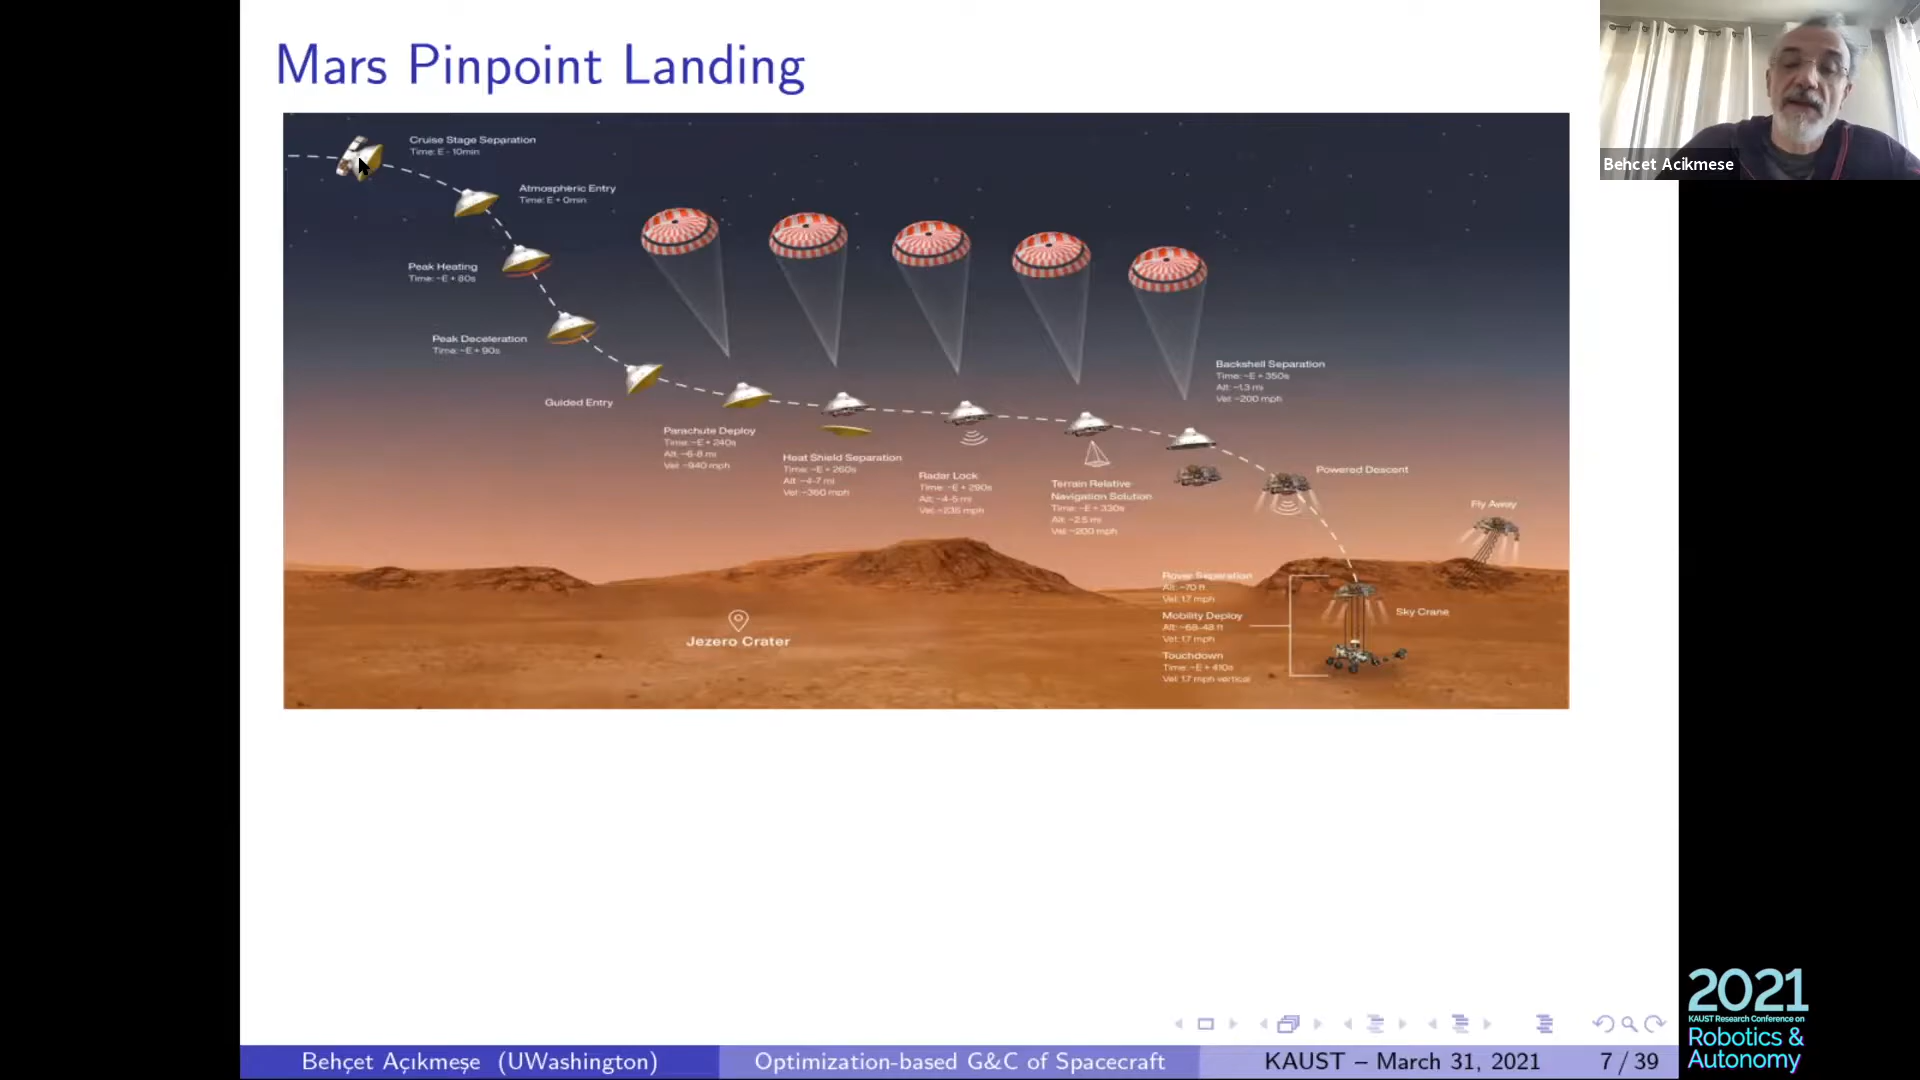 Mars Pinpoint Landing
Behcet Acikmese
Cruise Stage Separation
Time: E - 10min
Atmospheric Entry
Time: E + 0min
Peak Heating
Time: ~E + 80s
Peak Deceleration
Time: ~E + 90s
Guided Entry
Parachute Deploy
Time: ~E + 240s
Alt: ~6-8 mi
Vel: ~940 mph
Heat Shield Separation
Time: ~E + 260s
Alt: ~4-7 mi
Vel: ~360 mph
Radar Lock
Time: ~E + 290s
Alt: ~4-5 mi
Vel: ~235 mph
Terrain Relative
Navigation Solution
Time: ~E + 330s
Alt: ~2.5 mi
Vel: ~200 mph
Backshell Separation
Time: ~E + 350s
Alt: ~1.3 mi
Vel: ~200 mph
Powered Descent
Fly Away
Rover Separation
Alt: ~70 ft
Vel: 1.7 mph
Mobility Deploy
Alt: ~68-48 ft
Vel: 1.7 mph
Touchdown
Time: ~E + 410s
Vel: 1.7 mph vertical
Sky Crane
Jezero Crater
Behçet Açıkmeşe (UWashington)
Optimization-based G&C of Spacecraft
KAUST – March 31, 2021
7 / 39
2021
KAUST Research Conference on
Robotics &
Autonomy